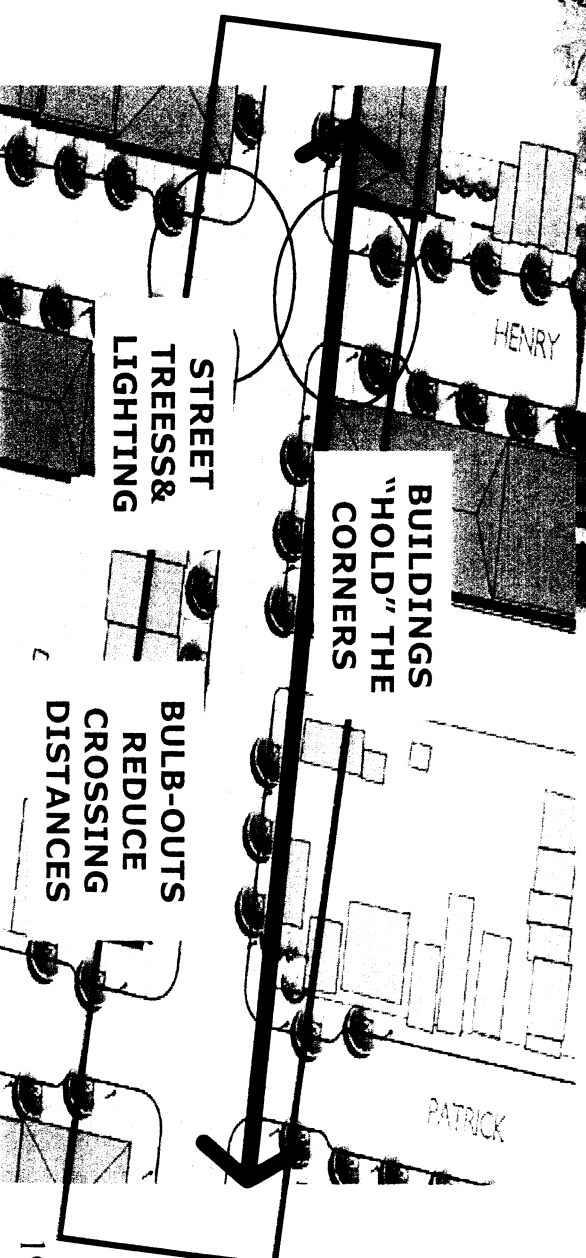 HENRY
BUILDINGS
"HOLD" THE
CORNERS
STREET
TREESS&
LIGHTING
BULB-OUTS
REDUCE
CROSSING
DISTANCES
PATRICK